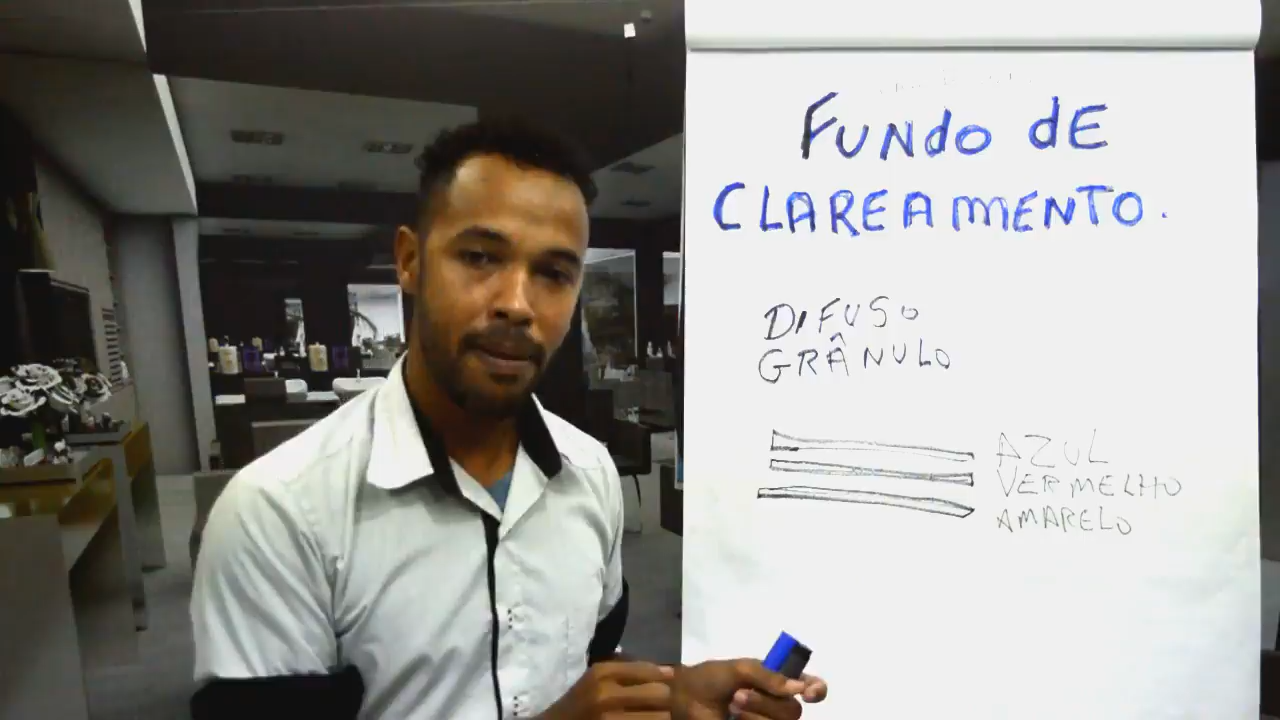 FUNDO DE
CLAREAMENTO.
DIFUSO
GRÂNULO
AZUL
VERMELHO
AMARELO